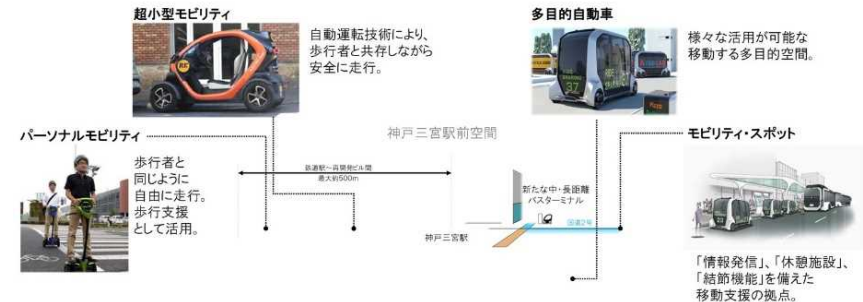 超小型モビリティ
自動運転技術により、
歩行者と共存しながら
安全に走行。
多目的自動車
様々な活用が可能な
移動する多目的空間。
37
パーソナルモビリティ
歩行者と
同じように
自由に走行。
歩行支援
として活用。
神戸三宮駅前空間
鉄道駅~再開発ビル間
最大約500m
新たな中・長距離
バスターミナル
国道2号
神戸三宮駅
モビリティ・スポット
23
「情報発信」、「休憩施設」、
「結節機能」を備えた
移動支援の拠点。